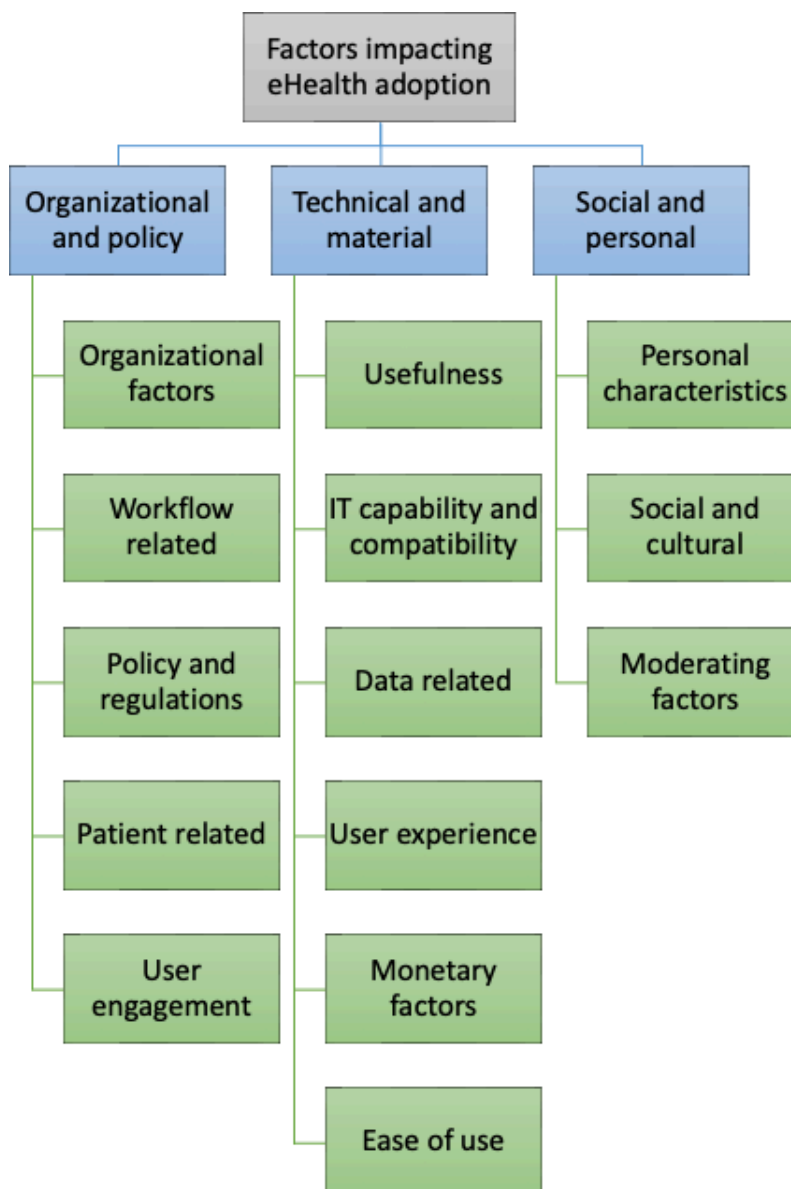 Factors impacting
eHealth adoption
Organizational
and policy
Technical and
material
Social and
personal
Organizational
factors
Workflow
related
Policy and
regulations
Patient related
User
engagement
Usefulness
IT capability and
compatibility
Data related
User experience
Monetary
factors
Ease of use
Personal
characteristics
Social and
cultural
Moderating
factors